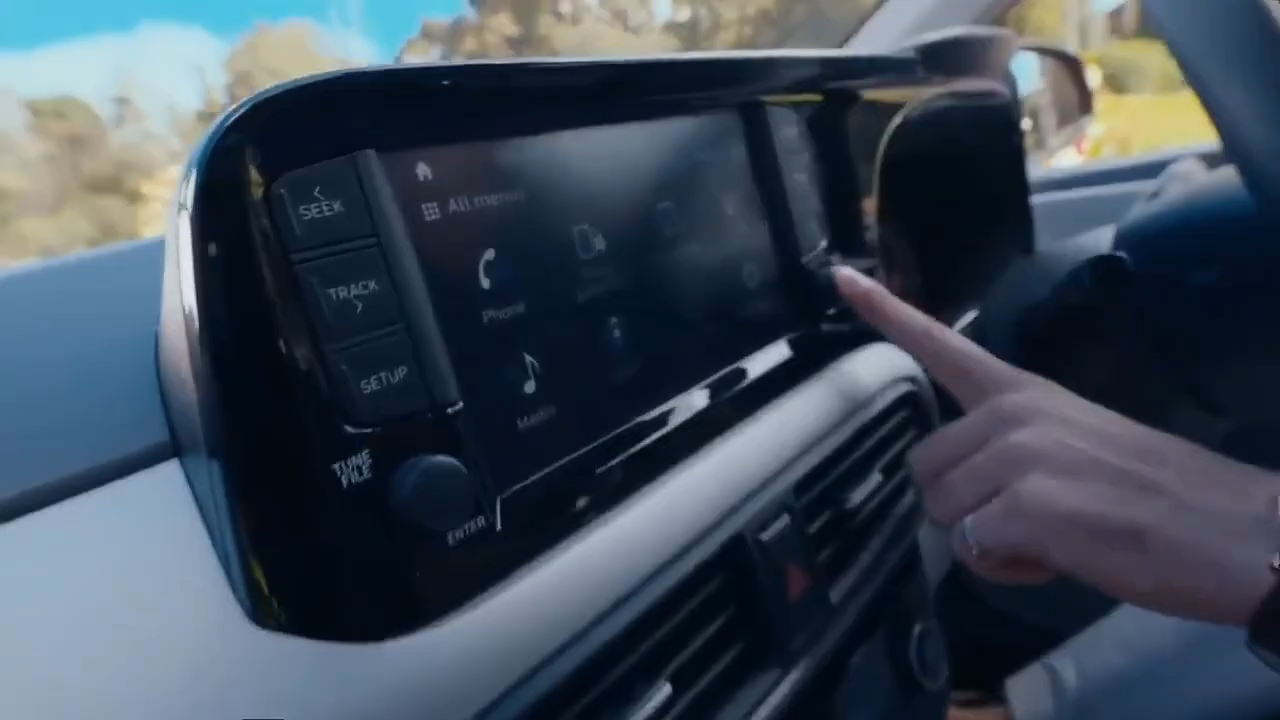 SEEK
TRACK
SETUP
TUNE
FILE
ENTER
All menus
Phone
Media